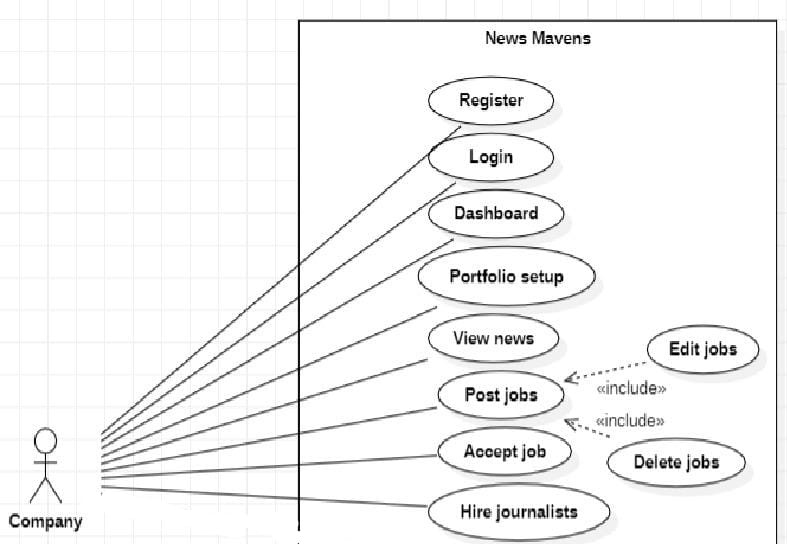 News Mavens
Register
Login
Dashboard
Portfolio setup
View news
Edit jobs
Post jobs
«include»
«include»
Accept job
Delete jobs
Hire journalists
Company